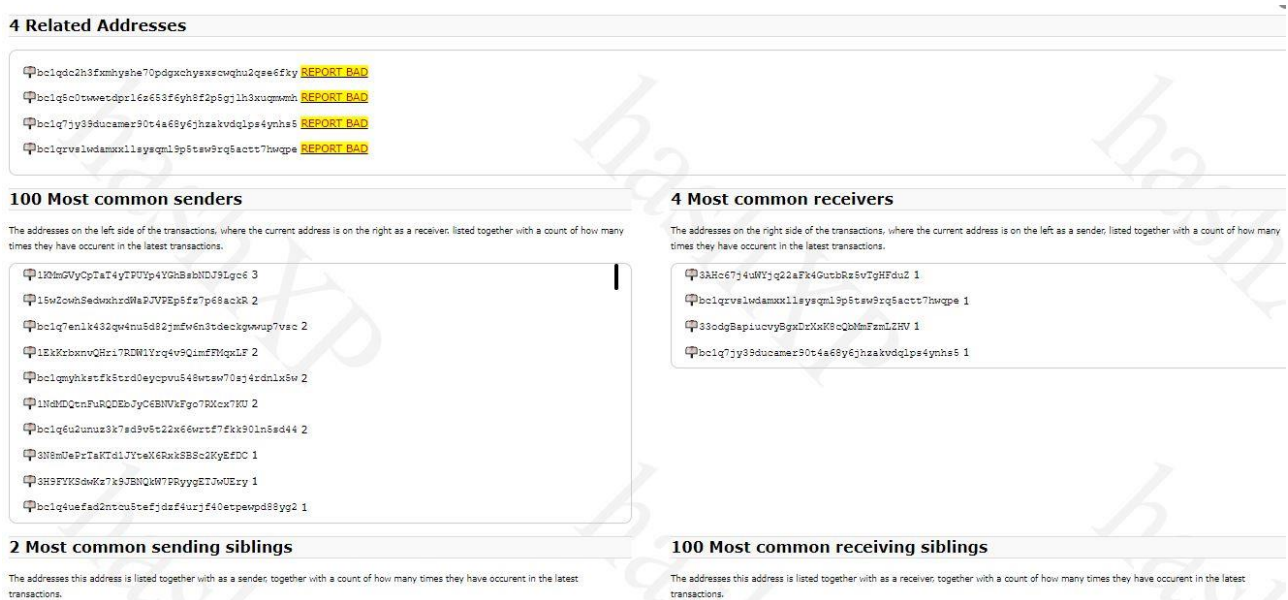 4 Related Addresses
bc1qdc2h3fxmhyshe70pdgxchysxscwqhu2qse6fky REPORT BAD
bc1q5c0twwetdprl6z653f6yh8f2p5gjlh3xuqmwmh REPORT BAD
bc1q7jy39ducamer90t4a68y6jhzakvdqlps4ynhs5 REPORT BAD
bc1qrvslwdamxxllsysqml9p5tsw9rq5actt7hwqpe REPORT BAD
100 Most common senders
The addresses on the left side of the transactions, where the current address is on the right as a receiver, listed together with a count of how many
times they have occurent in the latest transactions.
1KMmGVyCpTaT4yTPUYp4YGhBsbNDJ9Lgc6 3
15wZowhSedwxhrdWaPJVPEp5fz7p68ackR 2
bc1q7enlk432qw4nu5d82jmfw6n3tdeckgwwup7vsc 2
1EkKrbxnvQHri7RDW1Yrq4v9QimfFMqxLF 2
bc1qmyhkstfk5trd0eycpvu548wtsw70sj4rdnlx5w 2
1NdMDQtnFuRQDEbJyC6BNVkFgo7RXcx7KU 2
bc1q6u2unuz3k7sd9v5t22x66wrtf7fkk90ln5sd44 2
3N8mUePrTaKTd1JYteX6RxkSBSc2KyEfDC 1
3H9FYKSdwKz7k9JBNQkW7PRyygETJwUEry 1
bc1q4uefad2ntcu5tefjdzf4urjf40etpewpd88yg2 1
4 Most common receivers
The addresses on the right side of the transactions, where the current address is on the left as a sender, listed together with a count of how many
times they have occurent in the latest transactions.
3AHc67j4uWYjq22aFk4GutbRz5vTgHFduZ 1
bc1qrvslwdamxxllsysqml9p5tsw9rq5actt7hwqpe 1
33odgBapiucvyBgxDrXxK8cQbMmFzmLZHV 1
bc1q7jy39ducamer90t4a68y6jhzakvdqlps4ynhs5 1
2 Most common sending siblings
The addresses this address is listed together with as a sender, together with a count of how many times they have occurent in the latest
transactions.
100 Most common receiving siblings
The addresses this address is listed together with as a receiver, together with a count of how many times they have occurent in the latest
transactions.
hashXP